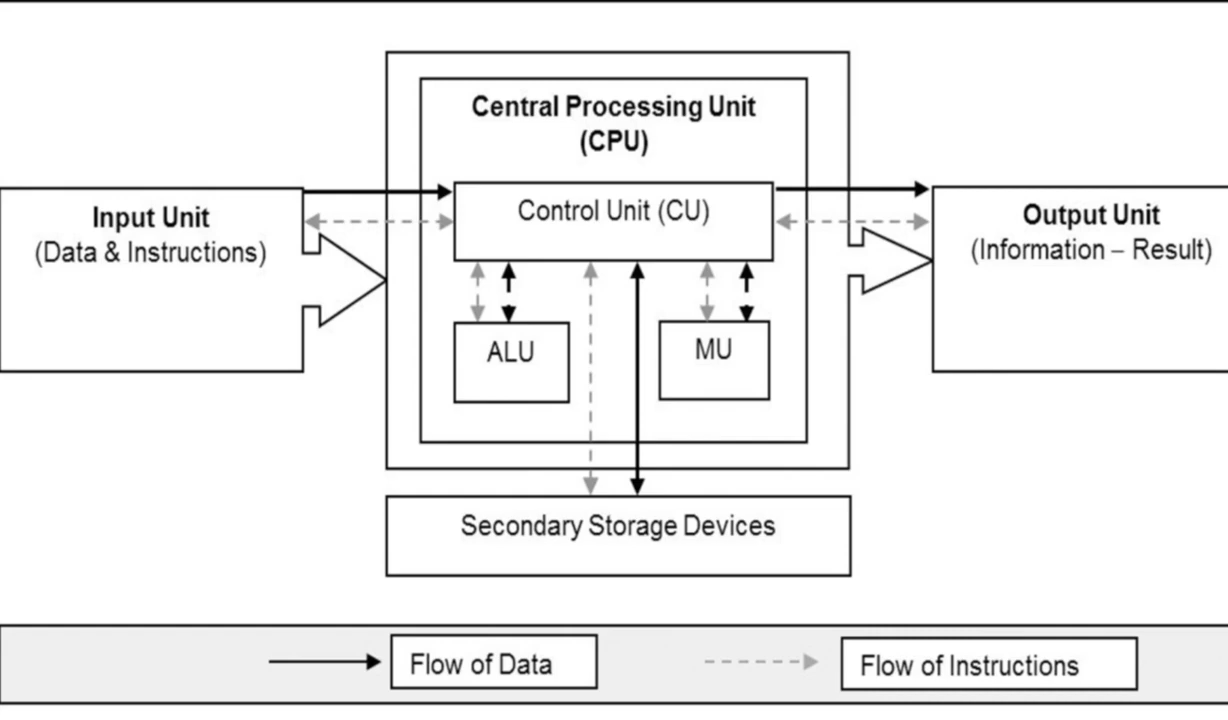 Central Processing Unit
(CPU)
Control Unit (CU)
Input Unit
(Data & Instructions)
Output Unit
(Information – Result)
ALU
MU
Secondary Storage Devices
Flow of Data
Flow of Instructions